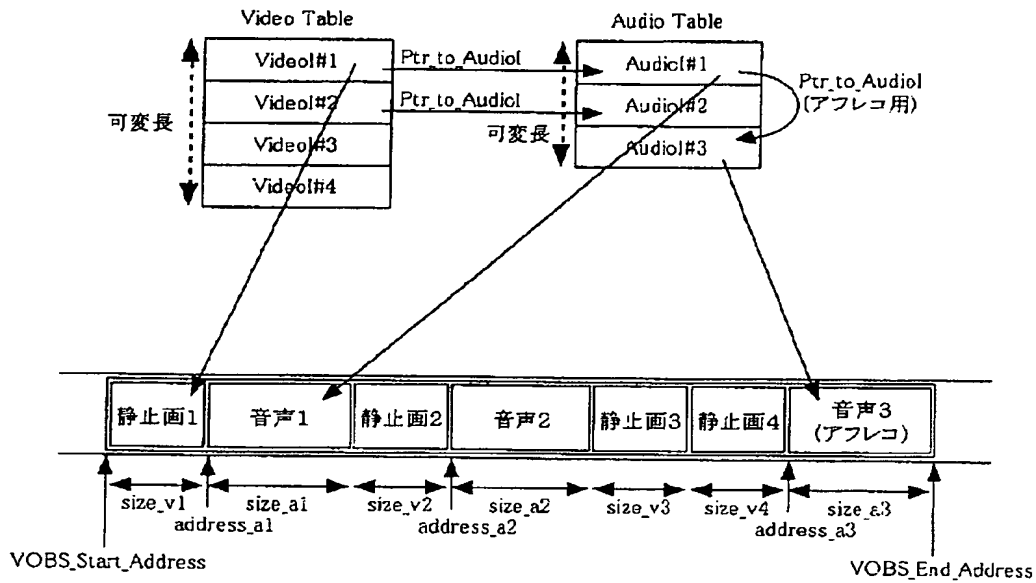 Video Table
Audio Table
VideoI#1
VideoI#2
VideoI#3
VideoI#4
可変長
Ptr_to_AudioI
Ptr_to_AudioI
AudioI#1
AudioI#2
AudioI#3
可変長
Ptr_to_AudioI
(アフレコ用)
静止画1
音声1
静止画2
音声2
静止画3
静止画4
音声3
(アフレコ)
size_v1
size_a1
size_v2
size_a2
size_v3
size_v4
size_a3
address_a1
address_a2
address_a3
VOBS_Start_Address
VOBS_End_Address